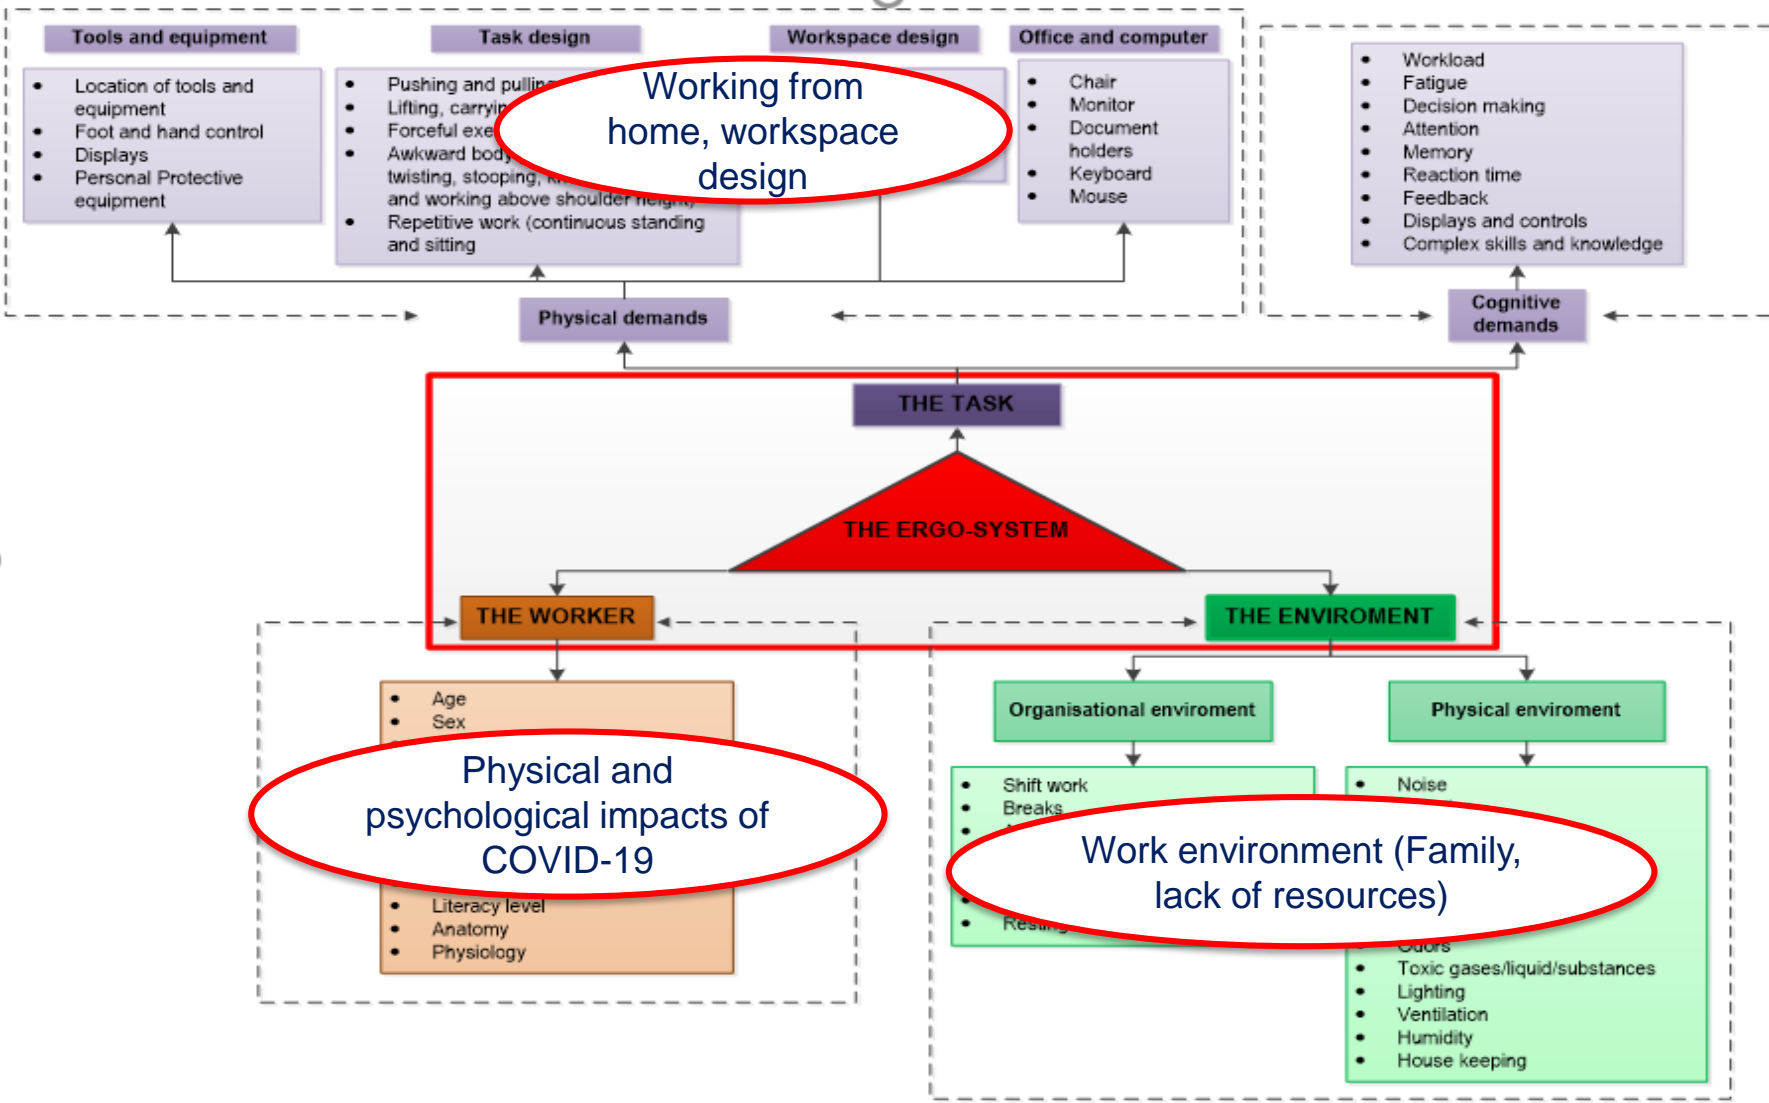 Tools and equipment
Location of tools and
equipment
Foot and hand control
Displays
Personal Protective
equipment
Task design
Pushing and pulling
Lifting, carrying
Forceful
Awkward body
twisting, stooping,
and working above shoulder height)
Repetitive work (continuous standing
and sitting
Workspace design
Working from
home, workspace
design
Office and computer
Chair
Monitor
Document
holders
Keyboard
Mouse
Workload
Fatigue
Decision making
Attention
Memory
Reaction time
Feedback
Displays and controls
Complex skills and knowledge
Physical demands
Cognitive
demands
THE TASK
THE ERGO-SYSTEM
THE WORKER
THE ENVIROMENT
Age
Sex
Physical and
psychological impacts of
COVID-19
Literacy level
Anatomy
Physiology
Organisational enviroment
Shift work
Breaks
Physical enviroment
Noise
Work environment (Family,
lack of resources)
Odors
Toxic gases/liquid/substances
Lighting
Ventilation
Humidity
House keeping